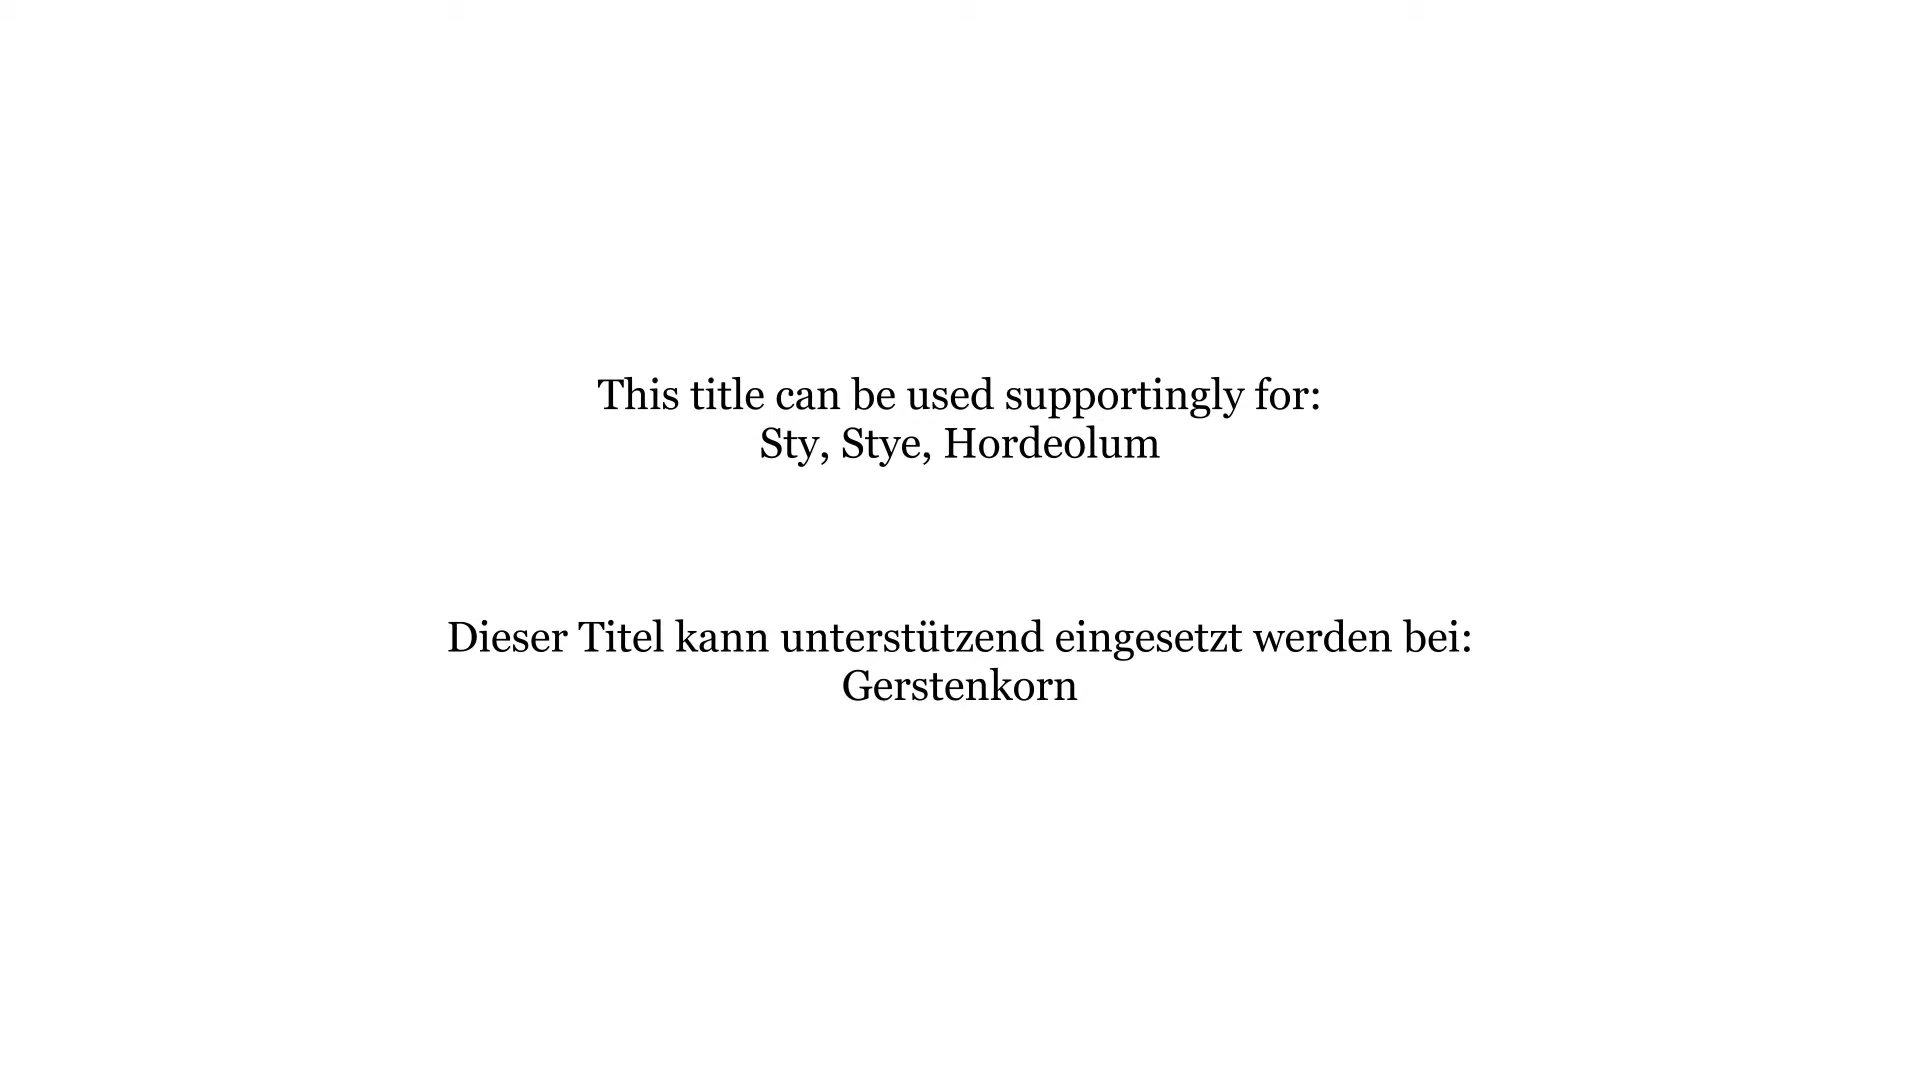 This title can be used supportingly for:
Sty, Stye, Hordeolum
Dieser Titel kann unterstützend eingesetzt werden bei:
Gerstenkorn